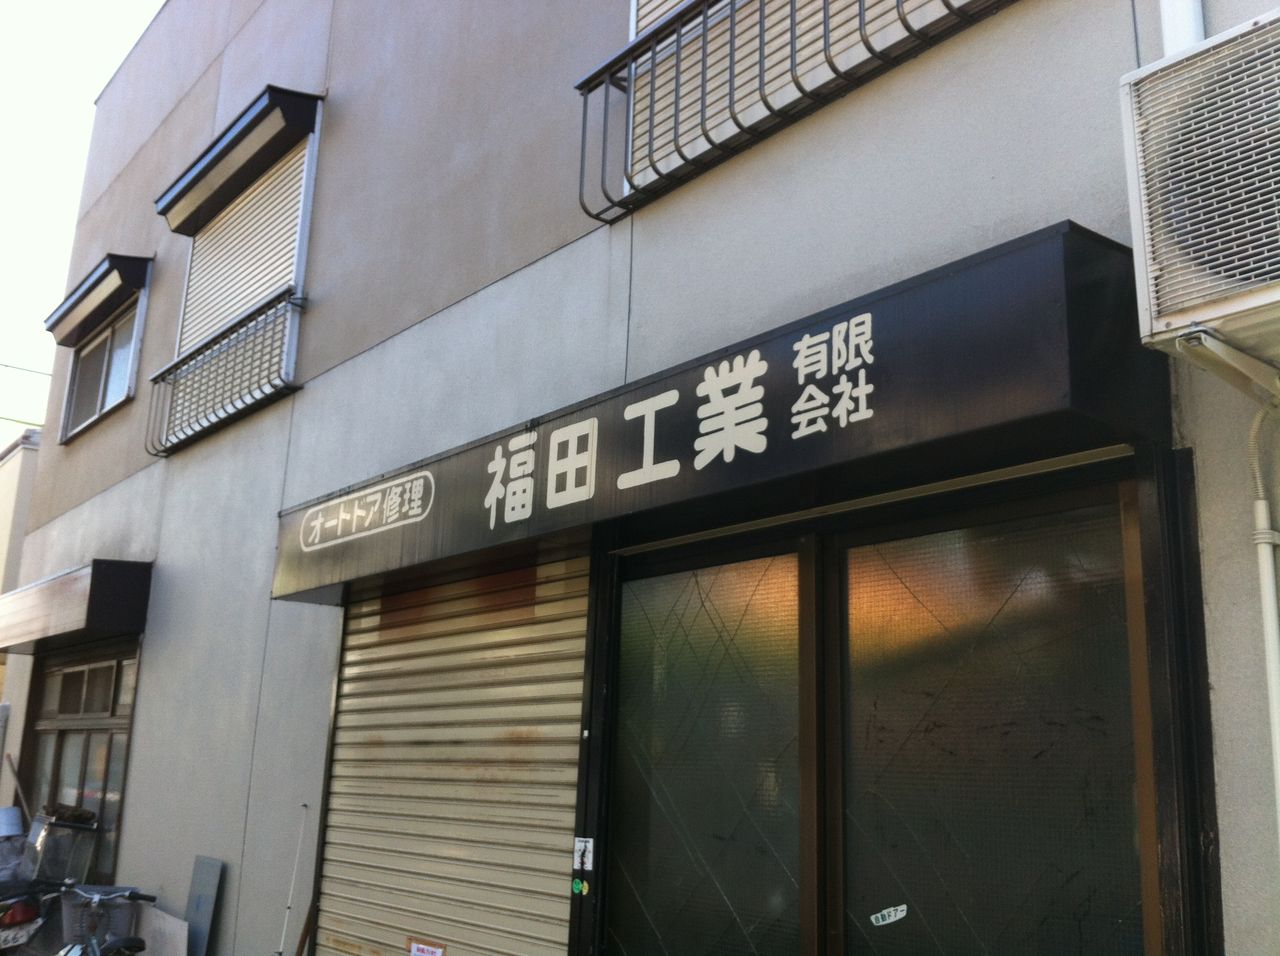 オートドア修理
福田工業 有限会社
自動ドアー
66